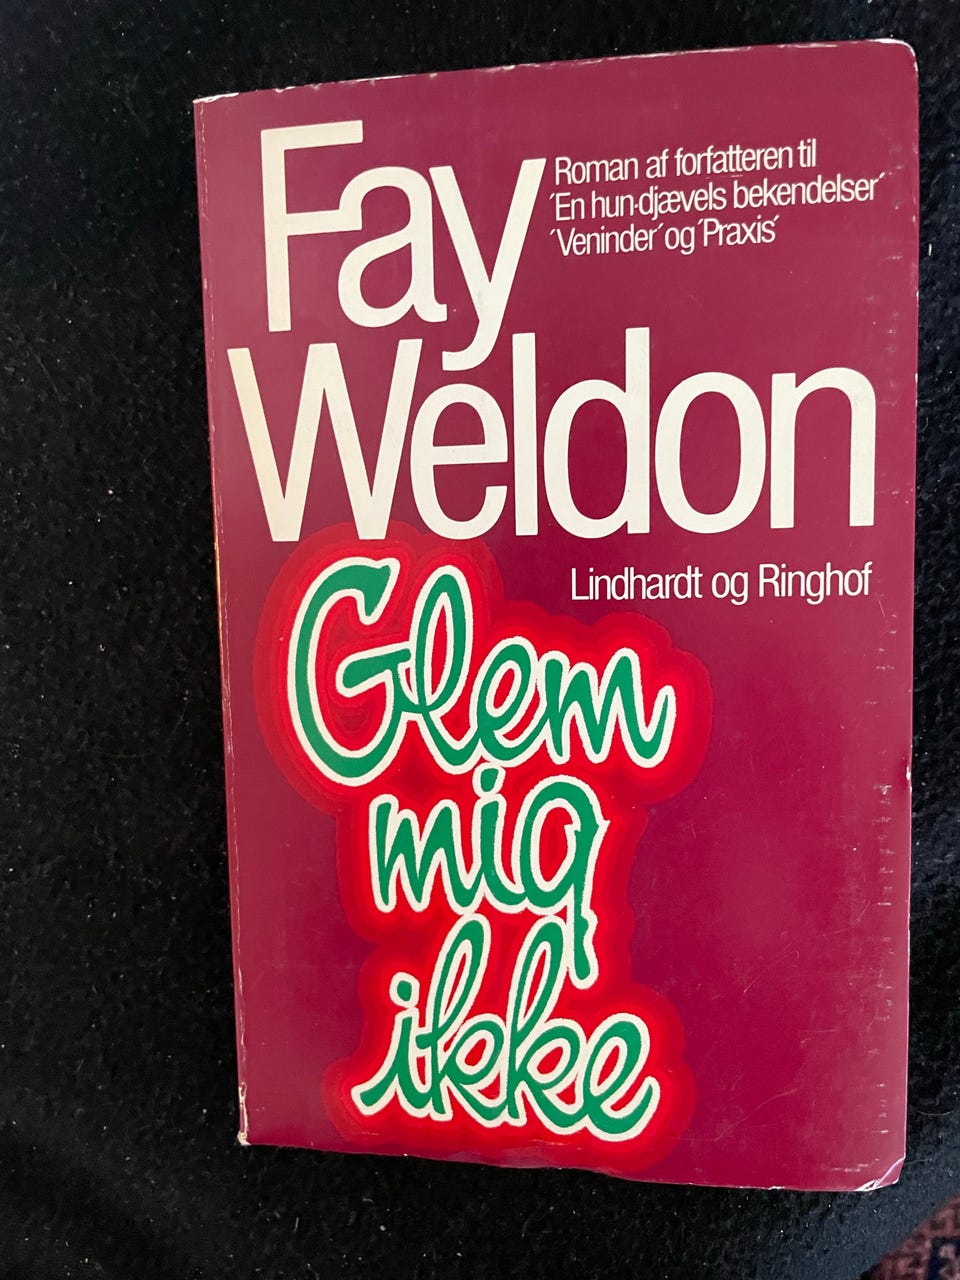 Fay
Weldon
Roman af forfatteren til
´En hun-djævels bekendelser´
´Veninder´ og ´Praxis´
Lindhardt og Ringhof
Glem
mig
ikke